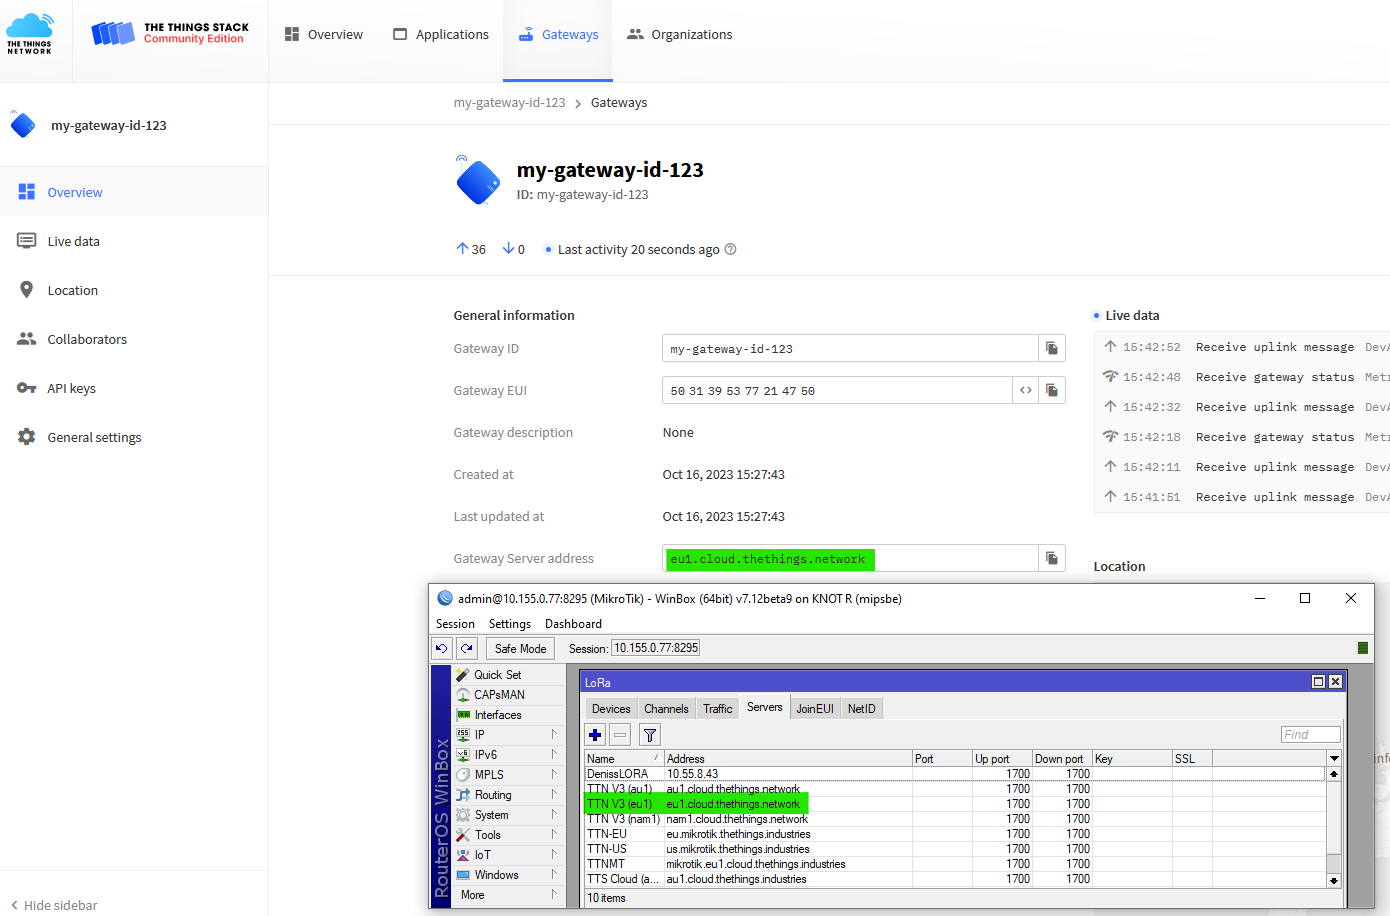 THE THINGS
NETWORK
THE THINGS STACK
Community Edition
Overview
Applications
Gateways
Organizations
my-gateway-id-123
Overview
Live data
Location
Collaborators
API keys
General settings
Hide sidebar
my-gateway-id-123 > Gateways
my-gateway-id-123
ID: my-gateway-id-123
36 0 Last activity 20 seconds ago
General information
Gateway ID my-gateway-id-123
Gateway EUI 50 31 39 53 77 21 47 50
Gateway description None
Created at Oct 16, 2023 15:27:43
Last updated at Oct 16, 2023 15:27:43
Gateway Server address eu1.cloud.thethings.network
Live data
15:42:52 Receive uplink message DevA
15:42:48 Receive gateway status Metr
15:42:32 Receive uplink message DevA
15:42:18 Receive gateway status Metr
15:42:11 Receive uplink message DevA
15:41:51 Receive uplink message DevA
Location
admin@10.155.0.77:8295 (MikroTik) - WinBox (64bit) v7.12beta9 on KNOT R (mipsbe)
Session Settings Dashboard
Safe Mode Session: 10.155.0.77:8295
RouterOS WinBox
Quick Set
CAPsMAN
Interfaces
IP
IPv6
MPLS
Routing
System
Tools
IoT
Windows
More
LoRa
Devices Channels Traffic Servers JoinEUI NetID
Find
Name Address Port Up port Down port Key SSL
DenissLORA 10.55.8.43 1700 1700
TTN V3 (au1) au1.cloud.thethings.network 1700 1700
TTN V3 (eu1) eu1.cloud.thethings.network 1700 1700
TTN V3 (nam1) nam1.cloud.thethings.network 1700 1700
TTN-EU eu.mikrotik.thethings.industries 1700 1700
TTN-US us.mikrotik.thethings.industries 1700 1700
TTNMT mikrotik.eu1.cloud.thethings.industries 1700 1700
TTS Cloud (a... au1.cloud.thethings.industries 1700 1700
10 items